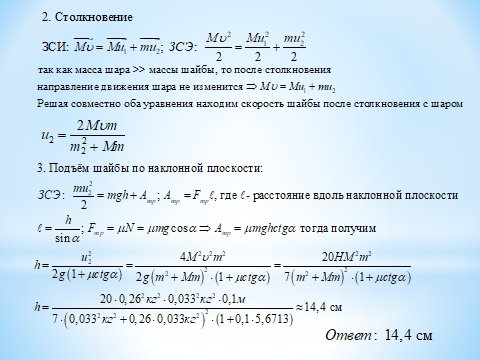 2. Столкновение
ЗСИ: Mυ = Mu₁ + mu₂; ЗСЭ: Mυ²/2 = Mu₁²/2 + mu₂²/2
так как масса шара >> массы шайбы, то после столкновения
направление движения шара не изменится ⇒ Mυ = Mu₁ + mu₂
Решая совместно оба уравнения находим скорость шайбы после столкновения с шаром
u₂ = 2Mυm/(m₂² + Mm)
3. Подъём шайбы по наклонной плоскости:
ЗСЭ: mu₂²/2 = mgh + Aтр; Aтр = Fтрℓ, где ℓ - расстояние вдоль наклонной плоскости
ℓ = h/sinα; Fтр = μN = μmg cosα ⇒ Aтр = μmghctgα тогда получим
h = u₂²/(2g(1 + μctgα)) = 4M²υ²m²/(2g(m² + Mm)²·(1 + μctgα)) = 20HM²m²/(7(m² + Mm)²·(1 + μctgα))
h = 20·0,26²кг²·0,033²кг²·0,1м/(7·(0,033²кг² + 0,26·0,033кг²)²·(1 + 0,1·5,6713) ≈ 14,4 см
Ответ: 14,4 см